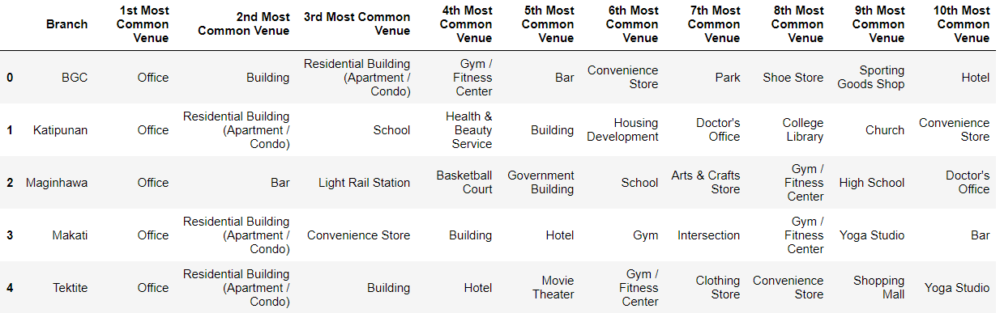 Branch 1st Most Common Venue 2nd Most Common Venue 3rd Most Common Venue 4th Most Common Venue 5th Most Common Venue 6th Most Common Venue 7th Most Common Venue 8th Most Common Venue 9th Most Common Venue 10th Most Common Venue
0 BGC Office Building Residential Building (Apartment / Condo) Gym / Fitness Center Bar Convenience Store Park Shoe Store Sporting Goods Shop Hotel
1 Katipunan Office Residential Building (Apartment / Condo) School Health & Beauty Service Building Housing Development Doctor's Office College Library Church Convenience Store
2 Maginhawa Office Bar Light Rail Station Basketball Court Government Building School Arts & Crafts Store Gym / Fitness Center High School Doctor's Office
3 Makati Office Residential Building (Apartment / Condo) Convenience Store Building Hotel Gym Intersection Gym / Fitness Center Yoga Studio Bar
4 Tektite Office Residential Building (Apartment / Condo) Building Hotel Movie Theater Gym / Fitness Center Clothing Store Convenience Store Shopping Mall Yoga Studio